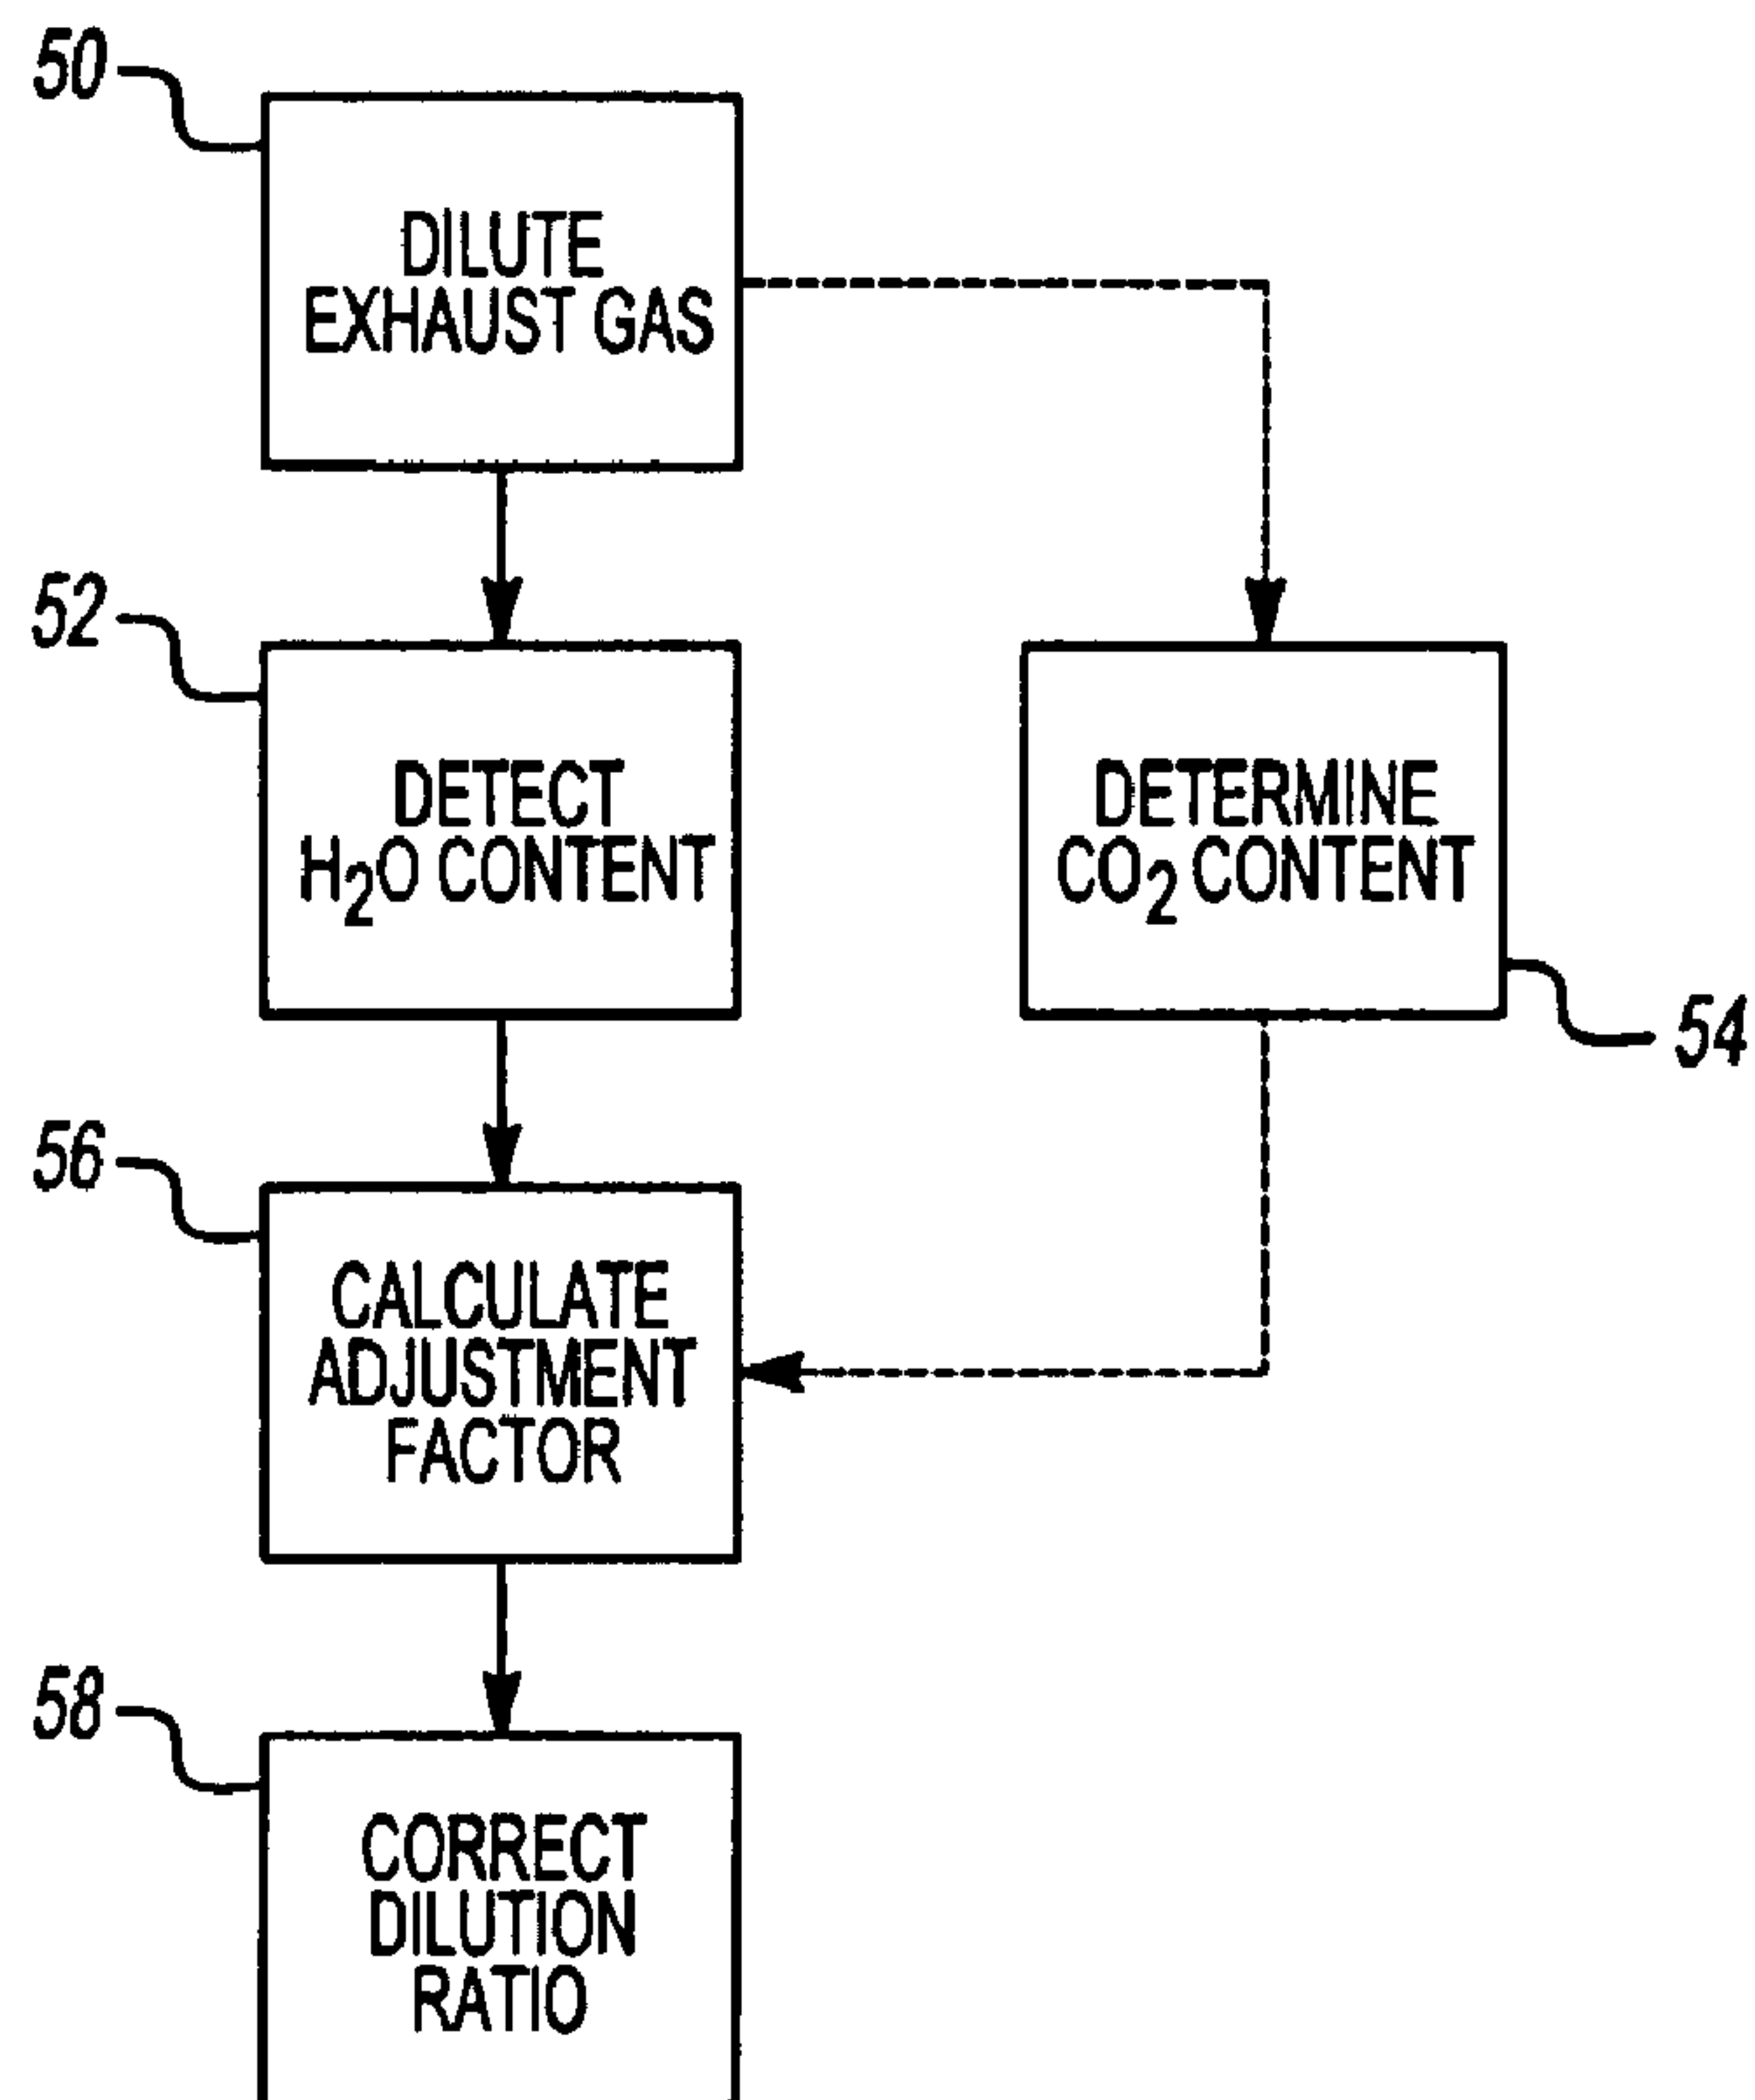 50
DILUTE
EXHAUST GAS
52
DETECT
H₂O CONTENT
DETERMINE
CO₂ CONTENT
54
56
CALCULATE
ADJUSTMENT
FACTOR
58
CORRECT
DILUTION
RATIO